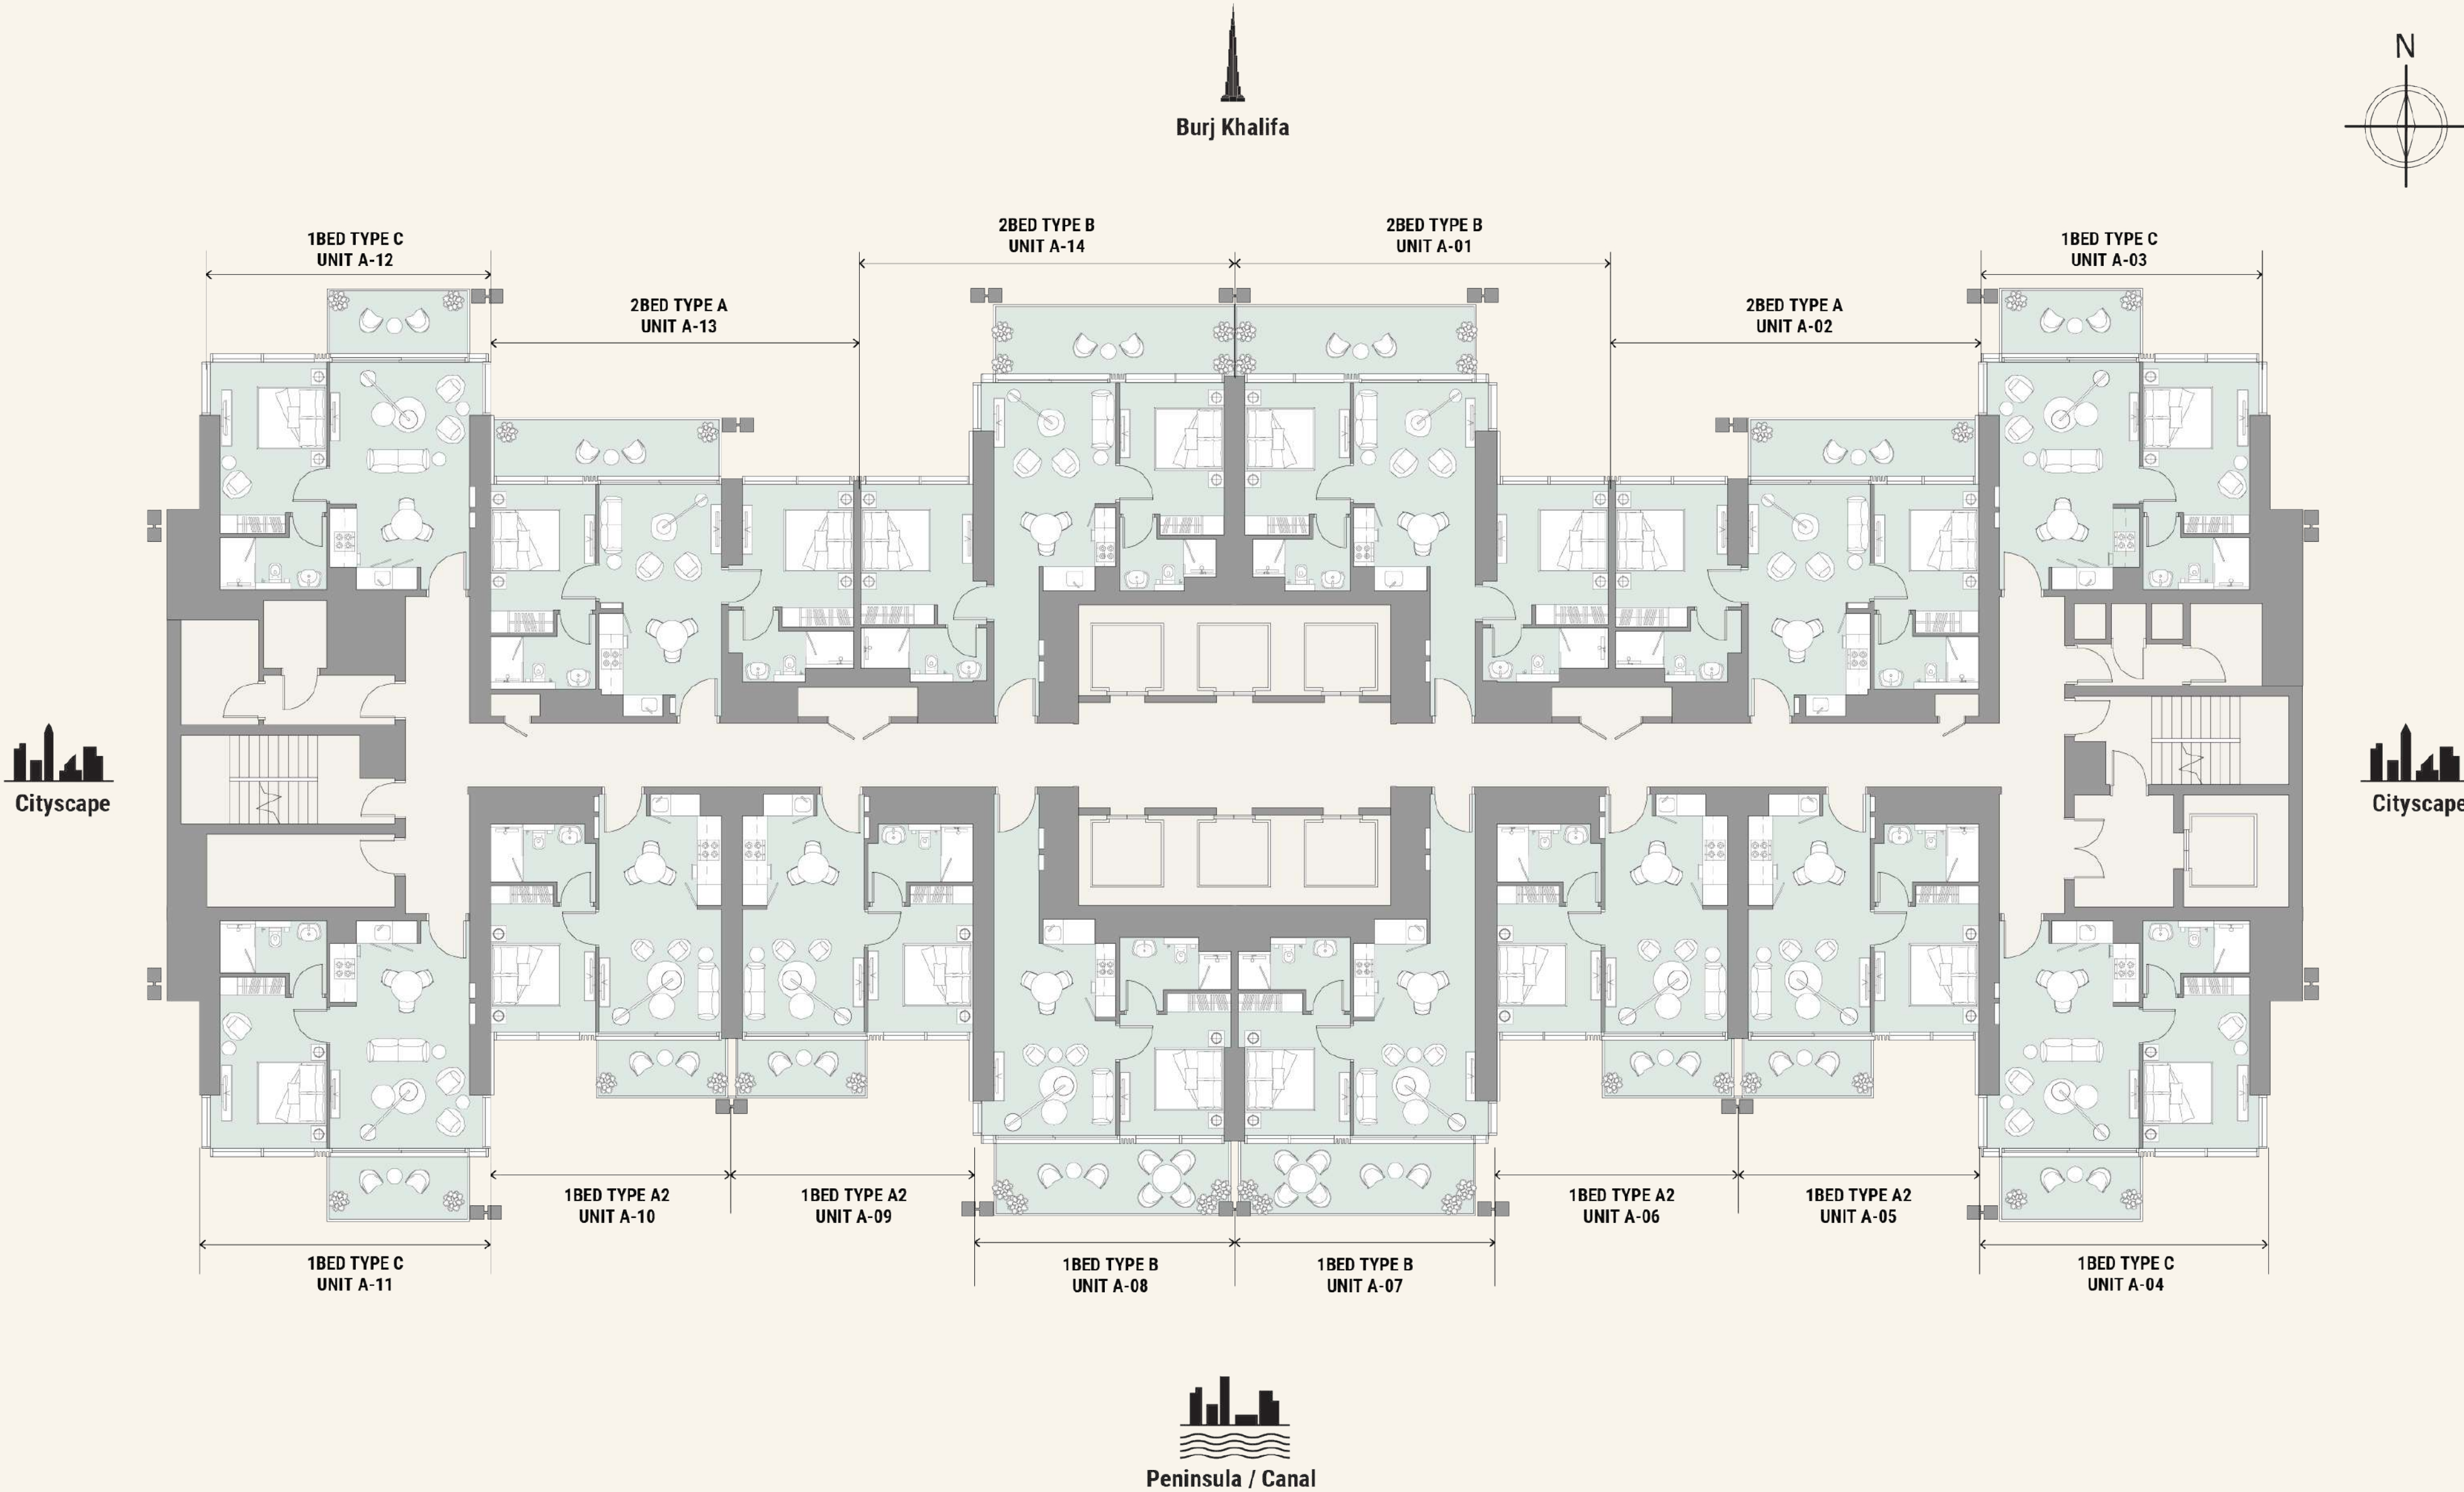 Burj Khalifa
N
1BED TYPE C
UNIT A-12
2BED TYPE A
UNIT A-13
2BED TYPE B
UNIT A-14
2BED TYPE B
UNIT A-01
2BED TYPE A
UNIT A-02
1BED TYPE C
UNIT A-03
Cityscape
Cityscape
1BED TYPE C
UNIT A-11
1BED TYPE A2
UNIT A-10
1BED TYPE A2
UNIT A-09
1BED TYPE B
UNIT A-08
1BED TYPE B
UNIT A-07
1BED TYPE A2
UNIT A-06
1BED TYPE A2
UNIT A-05
1BED TYPE C
UNIT A-04
Peninsula / Canal